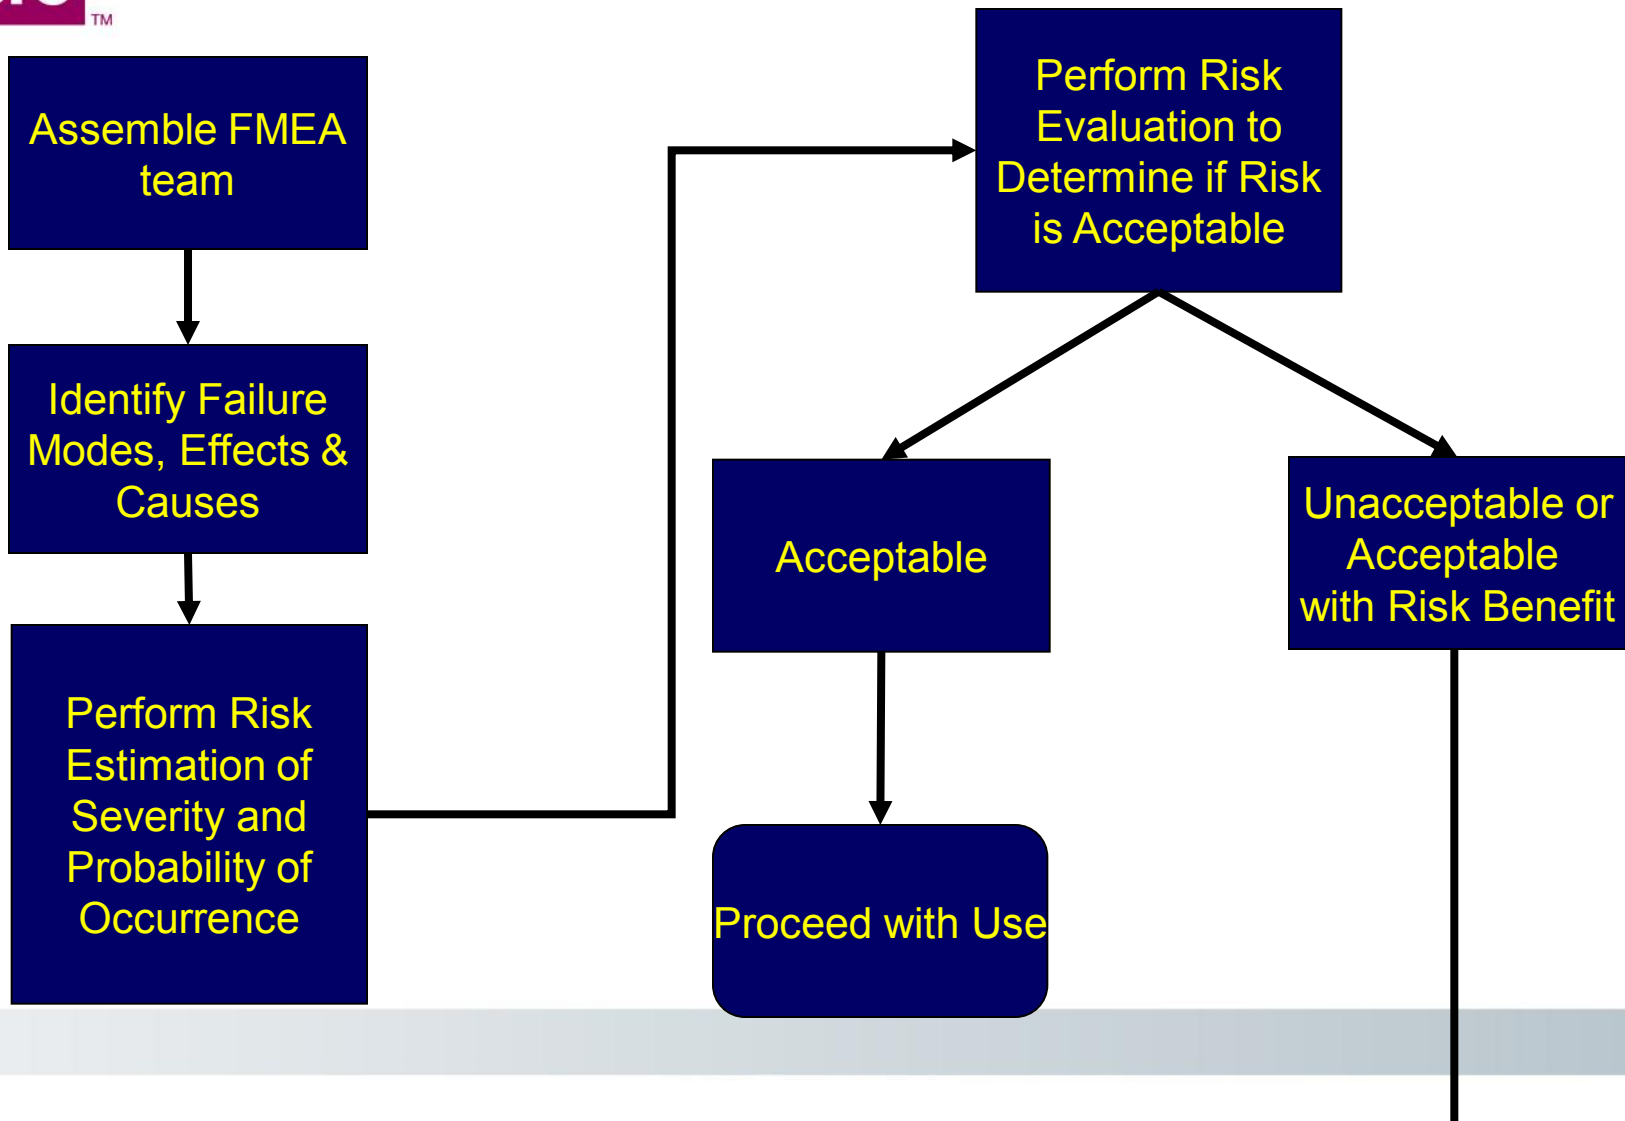 TM
Assemble FMEA
team
Identify Failure
Modes, Effects &
Causes
Perform Risk
Estimation of
Severity and
Probability of
Occurrence
Perform Risk
Evaluation to
Determine if Risk
is Acceptable
Acceptable
Proceed with Use
Unacceptable or
Acceptable
with Risk Benefit